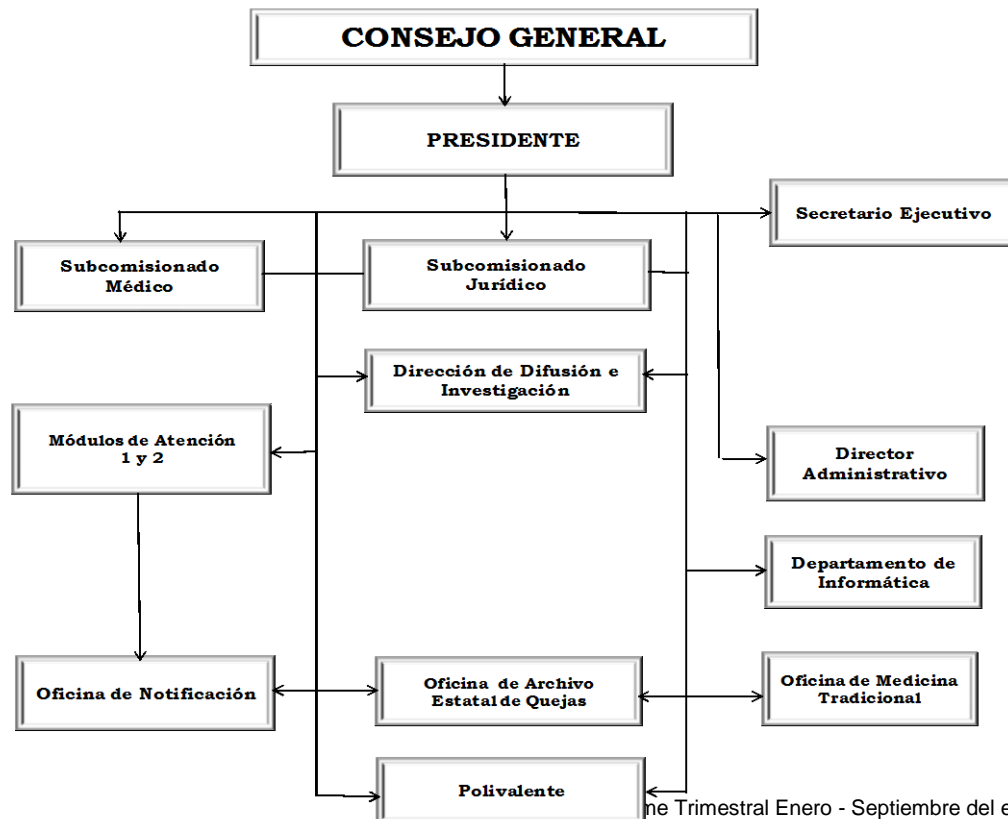 CONSEJO GENERAL
PRESIDENTE
Secretario Ejecutivo
Subcomisionado
Médico
Subcomisionado
Jurídico
Dirección de Difusión e
Investigación
Módulos de Atención
1 y 2
Director
Administrativo
Departamento de
Informática
Oficina de Notificación
Oficina de Archivo
Estatal de Quejas
Oficina de Medicina
Tradicional
Polivalente
Trimestral Enero - Septiembre del